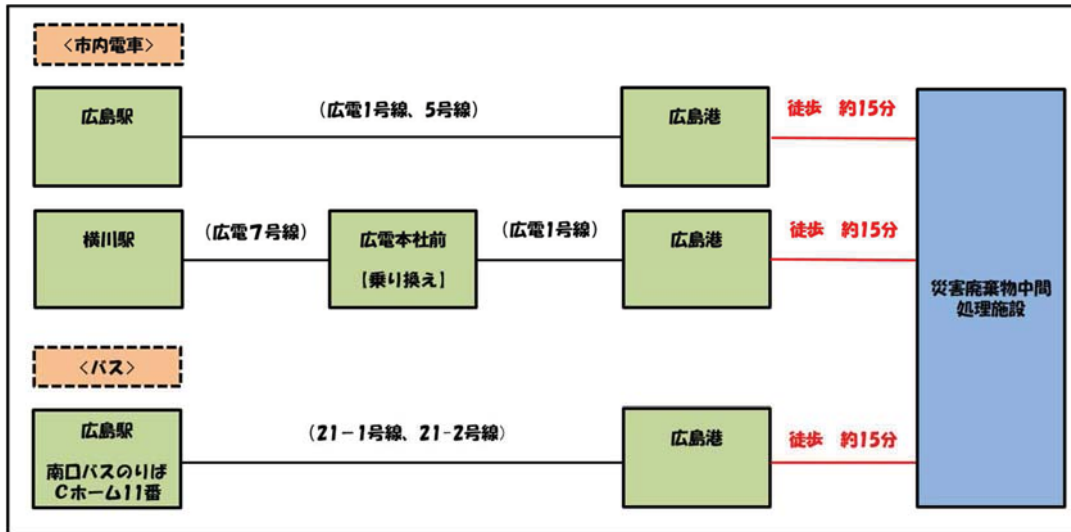 <市内電車>
広島駅
(広電1号線、5号線)
広島港
徒歩 約15分
横川駅
(広電7号線)
広電本社前
【乗り換え】
(広電1号線)
広島港
徒歩 約15分
災害廃棄物中間
処理施設
<バス>
広島駅
南口バスのりば
Cホーム11番
(21-1号線、21-2号線)
広島港
徒歩 約15分